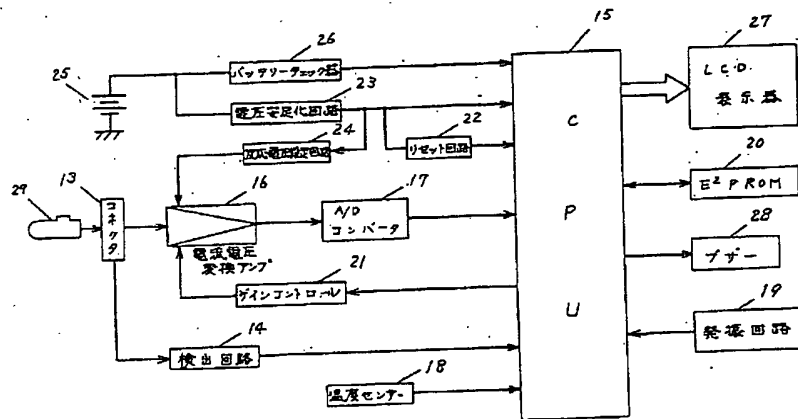 26
バッテリーチェック器
15
27
25
23
電圧安定化回路
LCD
表示器
24
22
反応電圧設定回路
リセット回路
C
20
13
16
17
E² PROM
29
コネクタ
A/D
コンバータ
P
28
ブザー
電流電圧
変換アンプ
21
ゲインコントロール
U
19
発振回路
14
検出回路
温度センサー
18